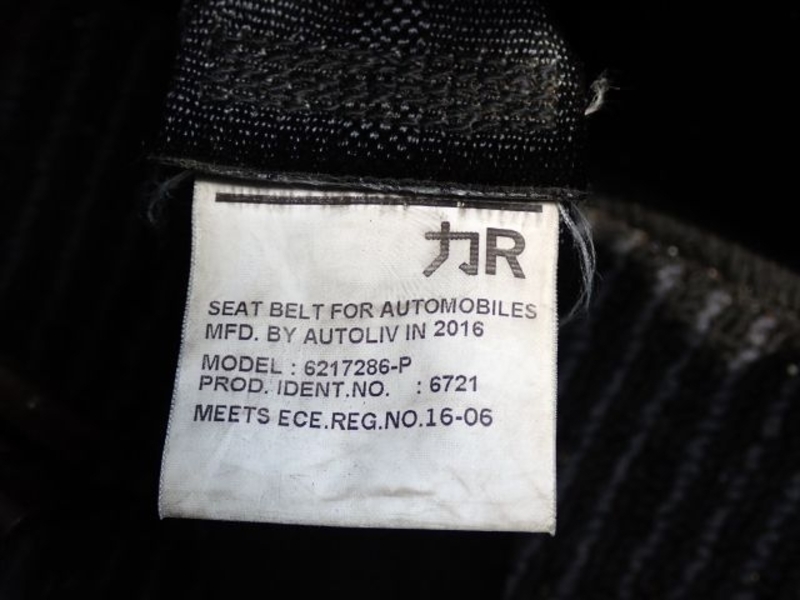 カR
SEAT BELT FOR AUTOMOBILES
MFD. BY AUTOLIV IN 2016
MODEL : 6217286-P
PROD. IDENT.NO. : 6721
MEETS ECE.REG.NO.16-06